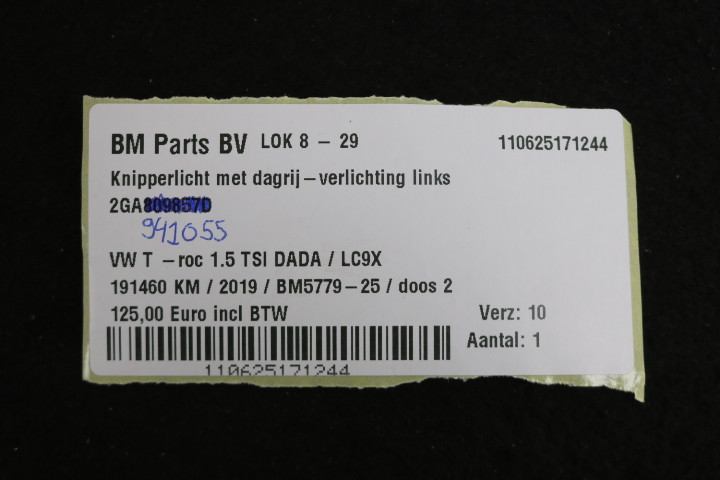 BM Parts BV LOK 8 - 29 110625171244
Knipperlicht met dagrij-verlichting links
2GA809857D
941055
VW T -roc 1.5 TSI DADA / LC9X
191460 KM / 2019 / BM5779-25 / doos 2
125,00 Euro incl BTW Verz: 10
Aantal: 1
110625171244